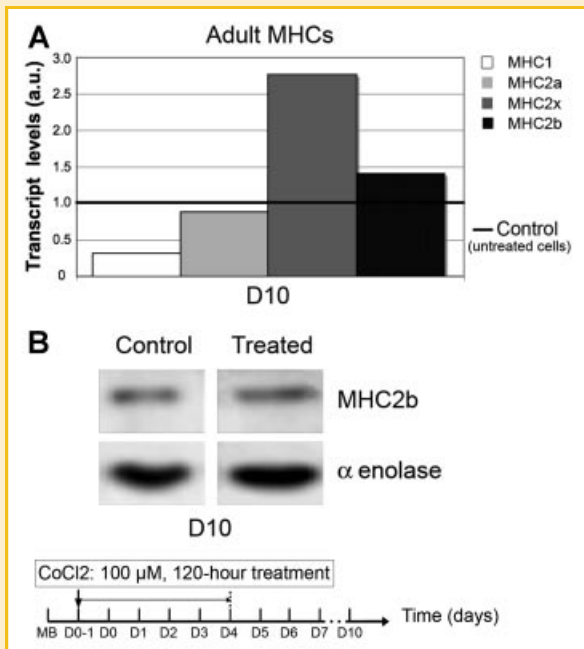 A
Adult MHCs
Transcript levels (a.u.)
3.0
2.5
2.0
1.5
1.0
0.5
0
D10
MHC1
MHC2a
MHC2x
MHC2b
Control
(untreated cells)
B
Control Treated
MHC2b
α enolase
D10
CoCl2: 100 µM, 120-hour treatment
MB D0-1 D0 D1 D2 D3 D4 D5 D6 D7 D10
Time (days)